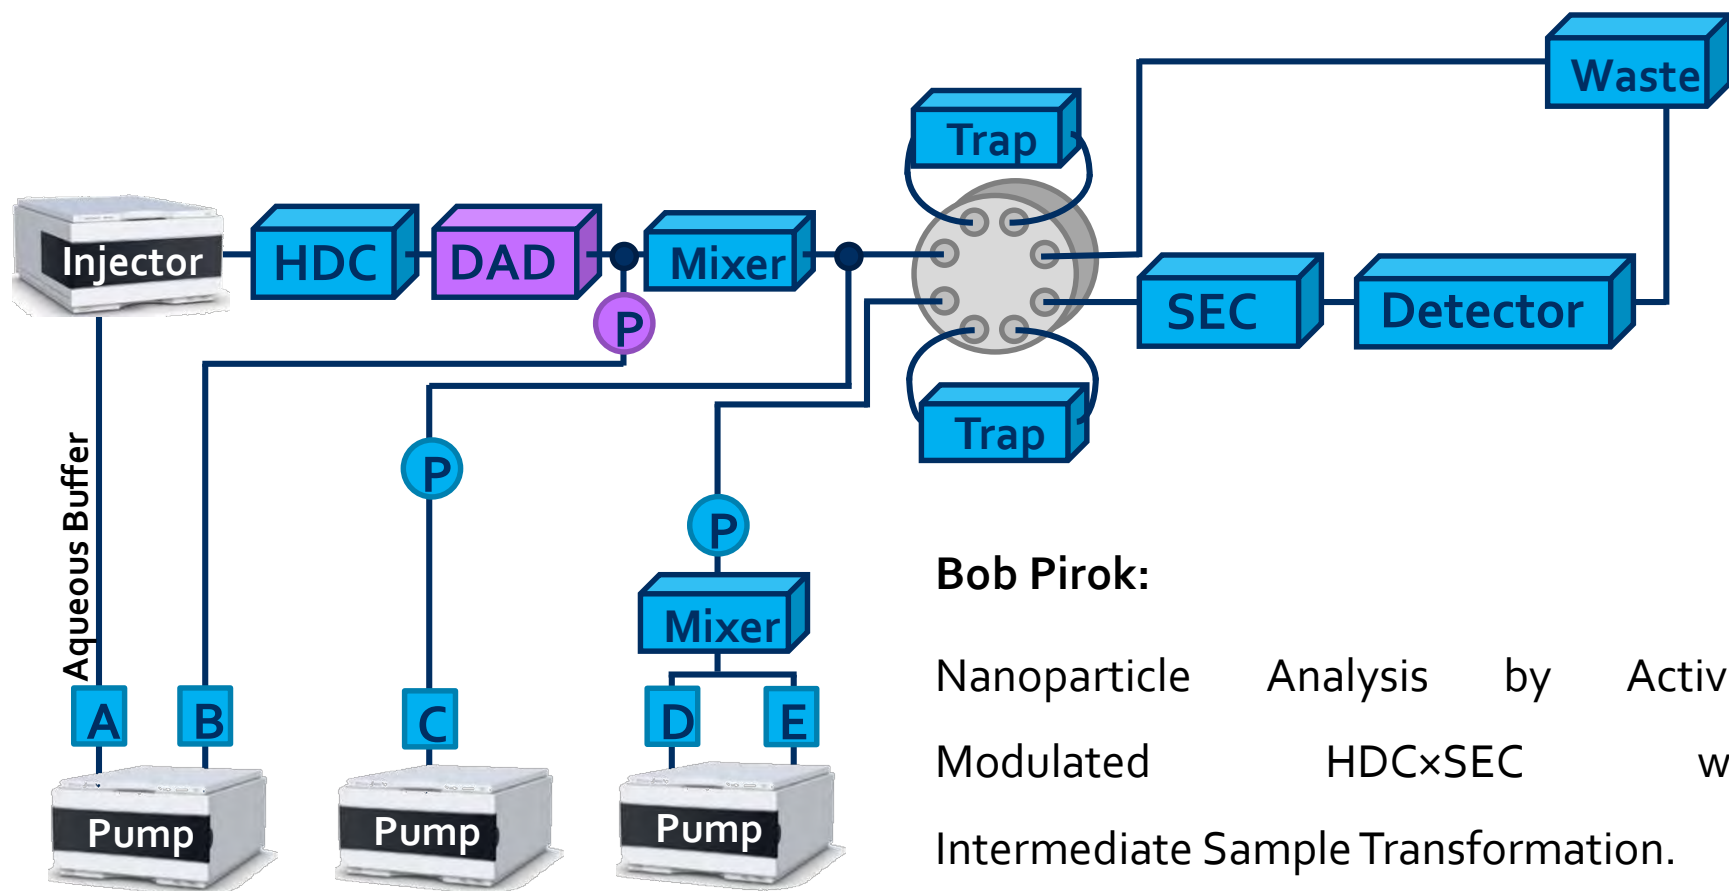 Waste
Trap
Injector
HDC
DAD
Mixer
P
SEC
Detector
Trap
Aqueous Buffer
P
P
Mixer
A
B
C
D
E
Pump
Pump
Pump
Bob Pirok:
Nanoparticle Analysis by Activ
Modulated HDC×SEC w
Intermediate Sample Transformation.